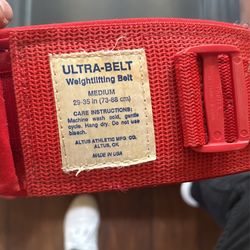 ULTRA-BELT
Weightlifting Belt
MEDIUM
29-35 in (73-88 cm)
CARE INSTRUCTIONS:
Machine wash cold, gentle
cycle. Hang dry. Do not use
bleach.
ALTUS ATHLETIC MFG. CO.
ALTUS, OK
MADE IN USA